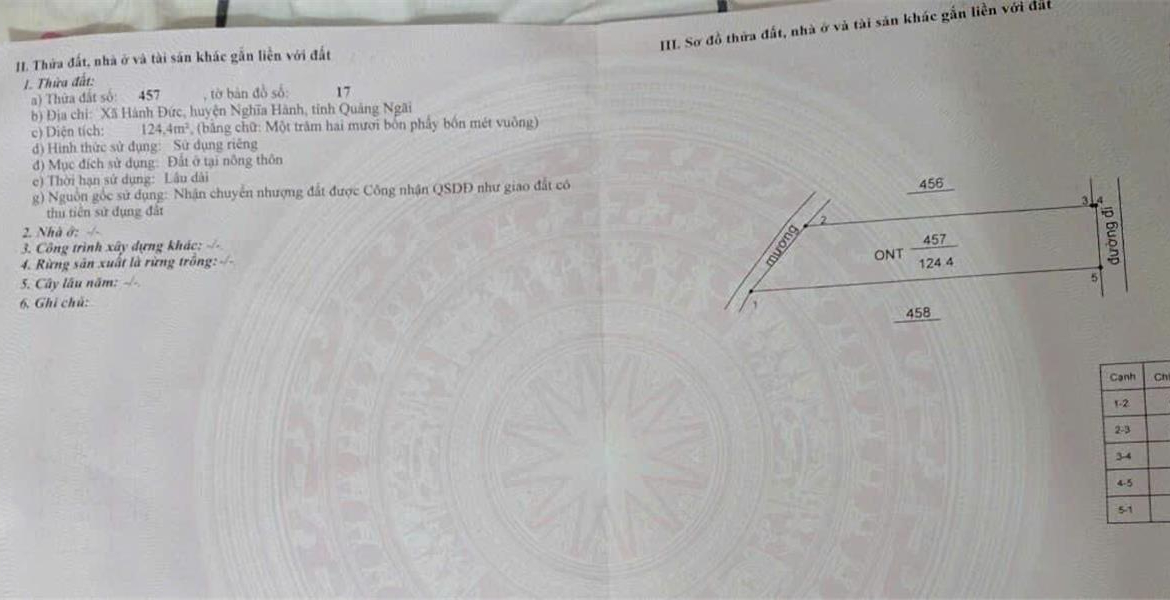 II. Thửa đất, nhà ở và tài sản khác gắn liền với đất
1. Thửa đất:
a) Thửa đất số: 457 , tờ bản đồ số: 17
b) Địa chỉ: Xã Hành Đức, huyện Nghĩa Hành, tỉnh Quảng Ngãi
c) Diện tích: 124,4m², (bằng chữ: Một trăm hai mươi bốn phẩy bốn mét vuông)
d) Hình thức sử dụng: Sử dụng riêng
đ) Mục đích sử dụng: Đất ở tại nông thôn
e) Thời hạn sử dụng: Lâu dài
g) Nguồn gốc sử dụng: Nhận chuyển nhượng đất được Công nhận QSDĐ như giao đất có
thu tiền sử dụng đất
2. Nhà ở: -/-
3. Công trình xây dựng khác: -/-
4. Rừng sản xuất là rừng trồng: -/-
5. Cây lâu năm: -/-
6. Ghi chú:
III. Sơ đồ thửa đất, nhà ở và tài sản khác gắn liền với đất
456
3 4
2
mương
ONT 457
124.4
đường đi
5
1
458
Cạnh
1-2
2-3
3-4
4-5
5-1